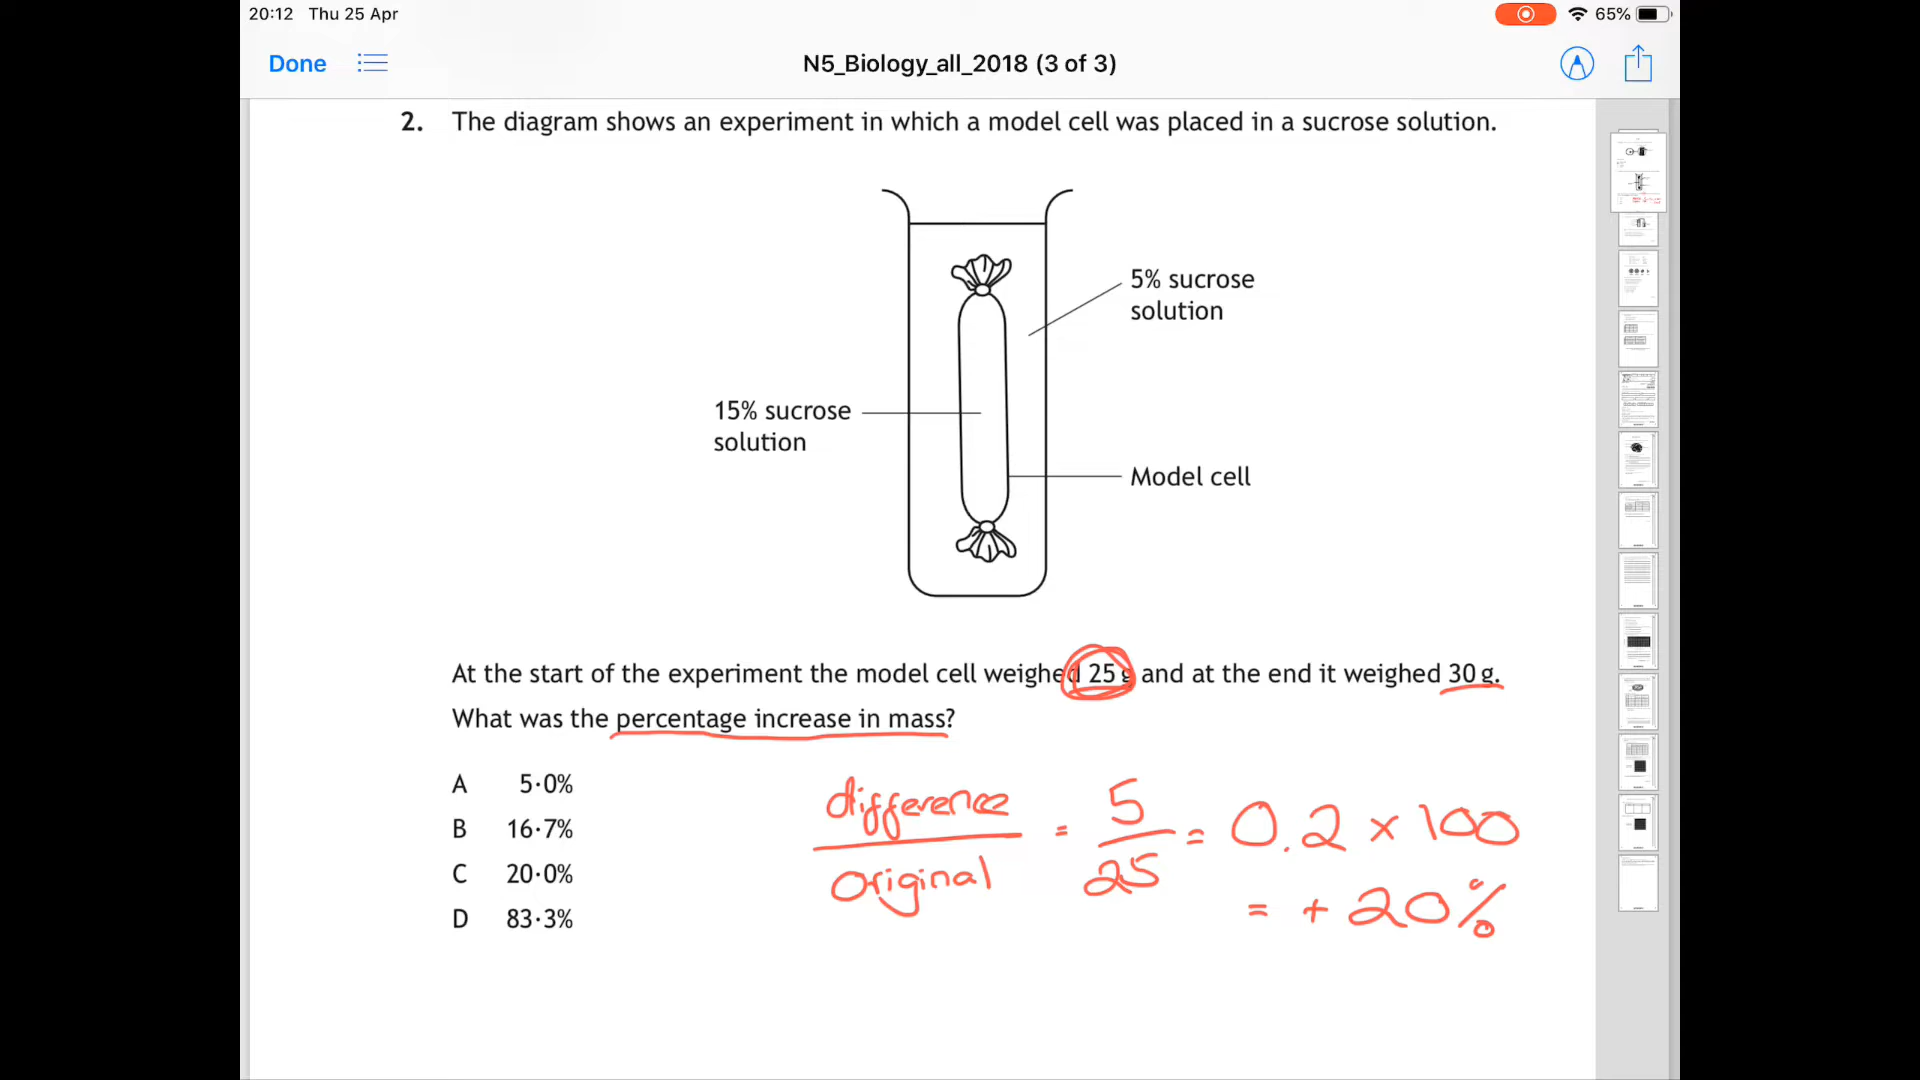 20:12 Thu 25 Apr
65%
Done
N5_Biology_all_2018 (3 of 3)
2. The diagram shows an experiment in which a model cell was placed in a sucrose solution.
5% sucrose
solution
15% sucrose
solution
Model cell
At the start of the experiment the model cell weighed 25 g and at the end it weighed 30 g.
What was the percentage increase in mass?
A 5·0%
B 16·7%
C 20·0%
D 83·3%
difference
original
= 5
25
= 0.2 × 100
= + 20%